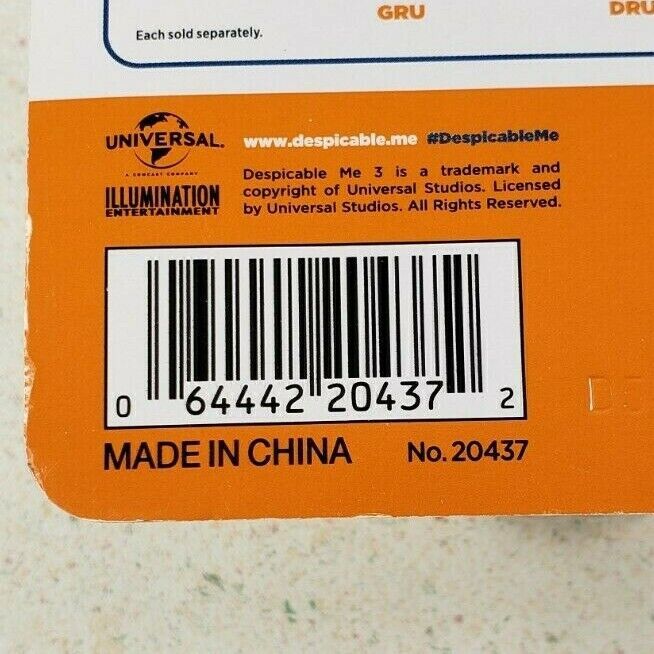 GRU
Each sold separately.
UNIVERSAL
A COMCAST COMPANY
www.despicable.me #DespicableMe
ILLUMINATION
ENTERTAINMENT
Despicable Me 3 is a trademark and
copyright of Universal Studios. Licensed
by Universal Studios. All Rights Reserved.
0 64442 20437 2
MADE IN CHINA No. 20437